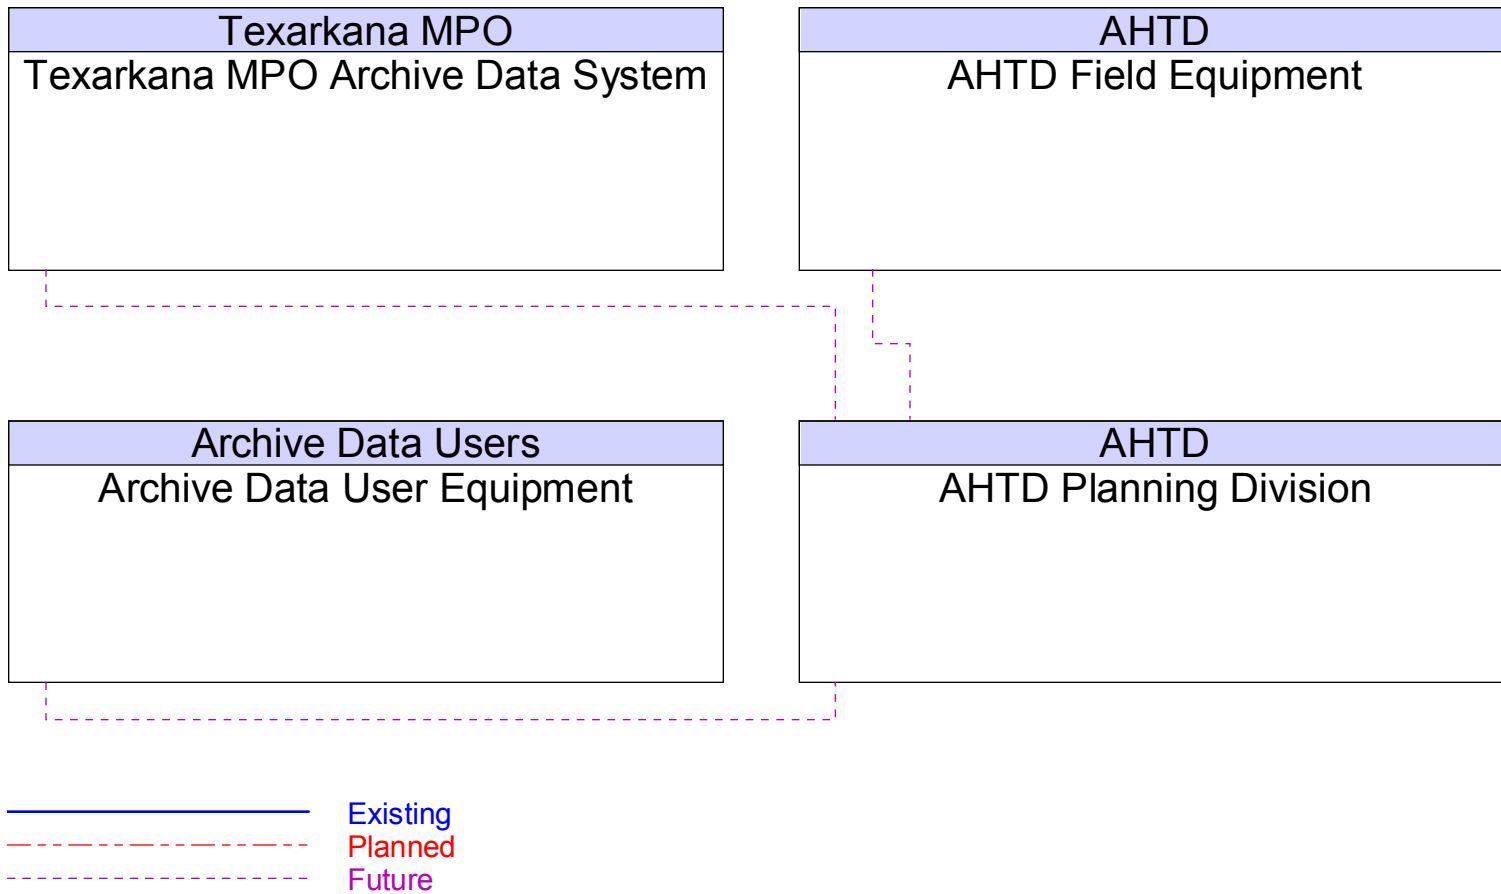 Texarkana MPO
Texarkana MPO Archive Data System
AHTD
AHTD Field Equipment
Archive Data Users
Archive Data User Equipment
AHTD
AHTD Planning Division
Existing
Planned
Future